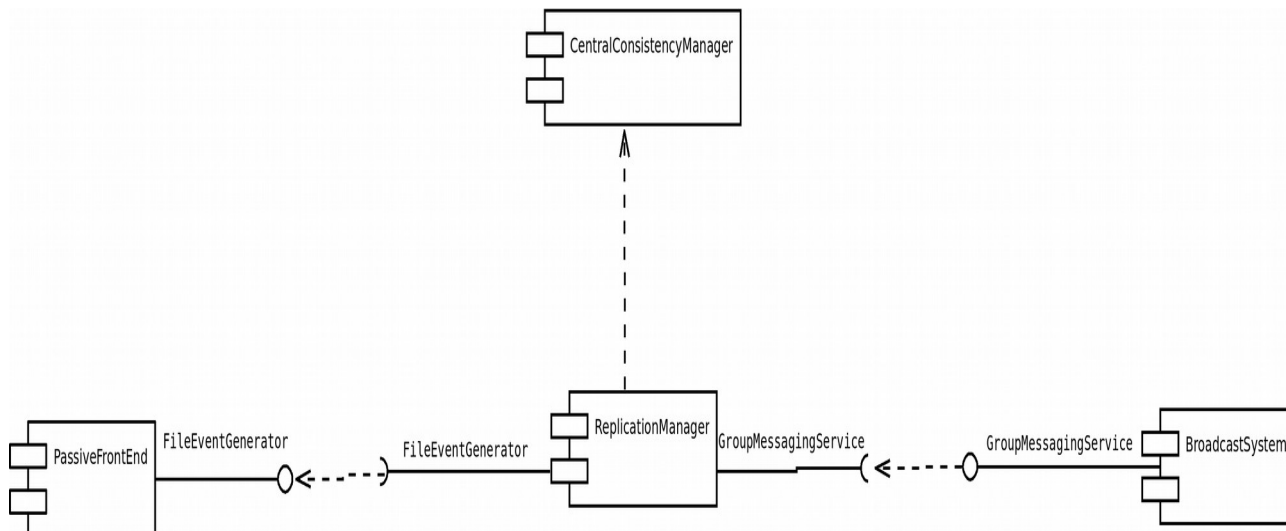 CentralConsistencyManager
PassiveFrontEnd
FileEventGenerator
FileEventGenerator
ReplicationManager
GroupMessagingService
GroupMessagingService
BroadcastSystem